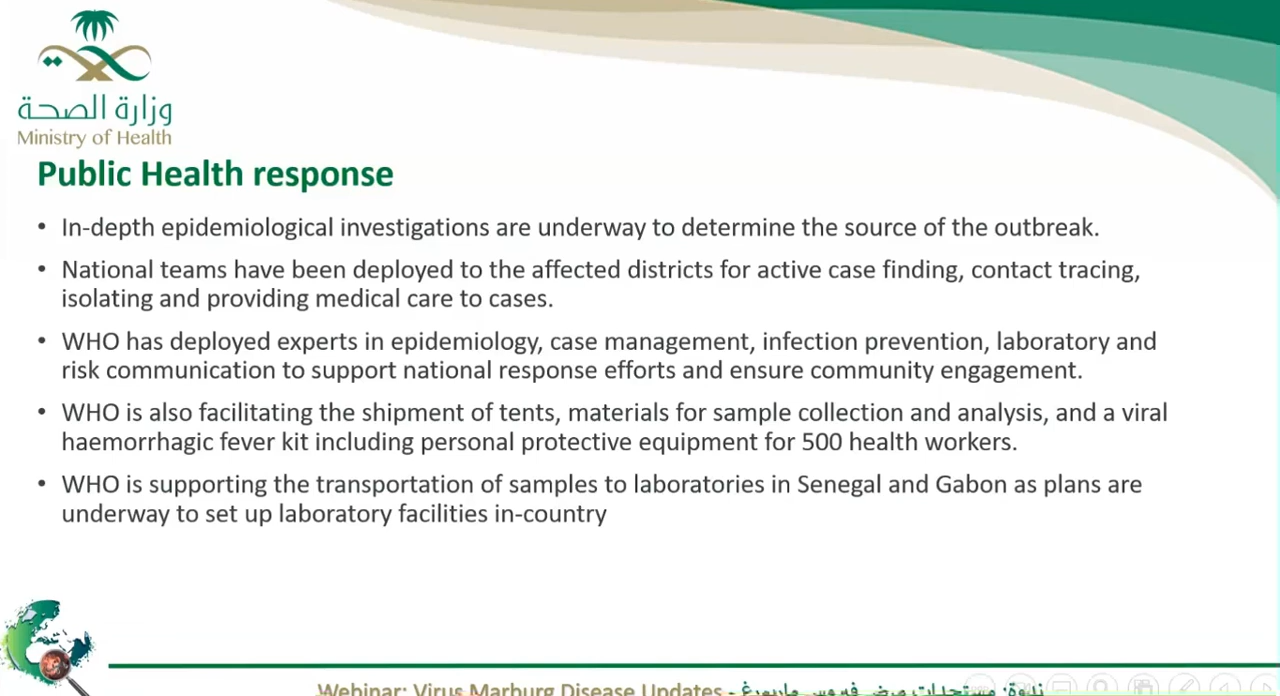 وزارة الصحة
Ministry of Health
Public Health response
• In-depth epidemiological investigations are underway to determine the source of the outbreak.
• National teams have been deployed to the affected districts for active case finding, contact tracing,
isolating and providing medical care to cases.
• WHO has deployed experts in epidemiology, case management, infection prevention, laboratory and
risk communication to support national response efforts and ensure community engagement.
• WHO is also facilitating the shipment of tents, materials for sample collection and analysis, and a viral
haemorrhagic fever kit including personal protective equipment for 500 health workers.
• WHO is supporting the transportation of samples to laboratories in Senegal and Gabon as plans are
underway to set up laboratory facilities in-country
Webinar: Virus Marburg Disease Updates - ندوة: مستجدات مرض فيروس ماربورغ